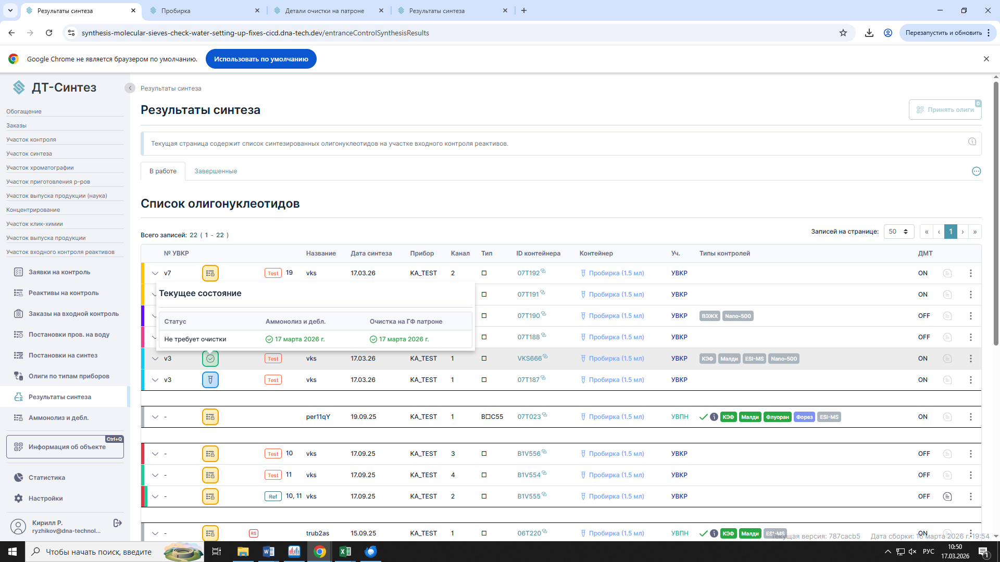 Результаты синтеза
Пробирка
Детали очистки на патроне
Результаты синтеза
synthesis-molecular-sieves-check-water-setting-up-fixes-cicd.dna-tech.dev/entranceControlSynthesisResults
Перезапустить и обновить
Google Chrome не является браузером по умолчанию.
Использовать по умолчанию
ДТ-Синтез
Обогащение
Заказы
Участок контроля
Участок синтеза
Участок хроматографии
Участок приготовления р-ров
Участок выпуска продукции (наука)
Концентрирование
Участок клик-химии
Участок выпуска продукции
Участок входного контроля реактивов
Заявки на контроль
Реактивы на контроль
Заказы на входной контроль
Постановки пров. на воду
Постановки на синтез
Олиги по типам приборов
Результаты синтеза
Аммонолиз и дебл.
Ctrl+Q
Информация об объекте
Статистика
Настройки
Кирилл Р.
ryzhikov@dna-technol...
Результаты синтеза
Результаты синтеза
Принять олиги 0
Текущая страница содержит список синтезированных олигонуклеотидов на участке входного контроля реактивов.
В работе Завершенные
Список олигонуклеотидов
Всего записей: 22 ( 1 - 22 )
Записей на странице: 50 « ‹ 1 › »
№ УВКР Название Дата синтеза Прибор Канал Тип ID контейнера Контейнер Уч. Типы контролей ДМТ
v7 Test 19 vks 17.03.26 KA_TEST 2 07T192 Пробирка (1.5 мл) УВКР ON
07T191 Пробирка (1.5 мл) УВКР ON
07T190 Пробирка (1.5 мл) УВКР ВЭЖХ Nano-500 OFF
07T188 Пробирка (1.5 мл) УВКР OFF
Текущее состояние
Статус Аммонолиз и дебл. Очистка на ГФ патроне
Не требует очистки 17 марта 2026 г. 17 марта 2026 г.
v3 Test vks 17.03.26 KA_TEST 1 VKS666 Пробирка (1.5 мл) УВКР КЭФ Малди ESI-MS Nano-500 ON
v3 Test vks 17.03.26 KA_TEST 1 07T187 Пробирка (1.5 мл) УВКР ON
- per11qY 19.09.25 KA_TEST 1 B□C55 07T023 Пробирка (1.5 мл) УВПН КЭФ Малди Флуоран Форез ESI-MS ON
- Test 10 vks 17.09.25 KA_TEST 3 B1V556 Пробирка (1.5 мл) УВКР OFF
- Test 11 vks 17.09.25 KA_TEST 4 B1V554 Пробирка (1.5 мл) УВКР OFF
- Ref 10, 11 vks 17.09.25 KA_TEST 2 B1V555 Пробирка (1.5 мл) УВКР OFF
- RS trub2as 15.09.25 KA_TEST 1 06T220 Пробирка (1.5 мл) УВПН КЭФ Малди ESI-MS ON
Текущая версия: 787cacb5 Дата сборки: 16 марта 2026 г. 19:54
Чтобы начать поиск, введите
РУС
10:50
17.03.2026
1